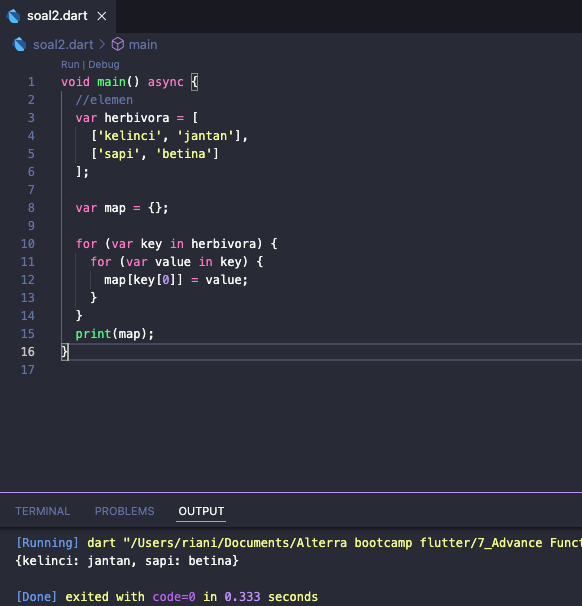 soal2.dart ×
soal2.dart > main
Run | Debug
1 void main() async {
2 //elemen
3 var herbivora = [
4 ['kelinci', 'jantan'],
5 ['sapi', 'betina']
6 ];
7
8 var map = {};
9
10 for (var key in herbivora) {
11 for (var value in key) {
12 map[key[0]] = value;
13 }
14 }
15 print(map);
16 }
17
TERMINAL PROBLEMS OUTPUT
[Running] dart "/Users/riani/Documents/Alterra bootcamp flutter/7_Advance Funct
{kelinci: jantan, sapi: betina}
[Done] exited with code=0 in 0.333 seconds